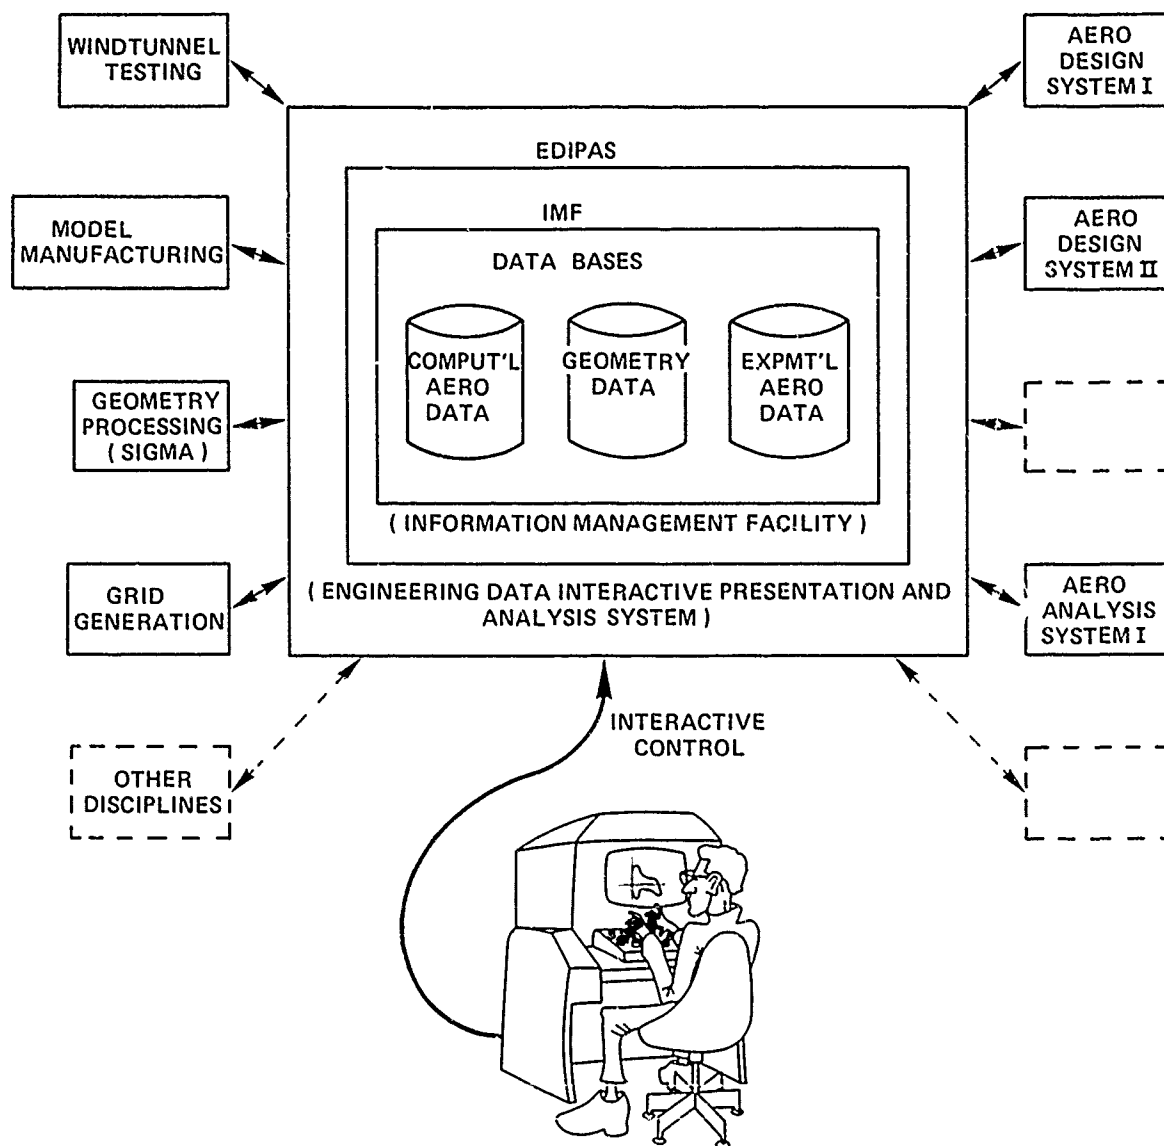 WINDTUNNEL
TESTING
MODEL
MANUFACTURING
GEOMETRY
PROCESSING
( SIGMA )
GRID
GENERATION
OTHER
DISCIPLINES
EDIPAS
IMF
DATA BASES
COMPUT'L
AERO
DATA
GEOMETRY
DATA
EXPMT'L
AERO
DATA
( INFORMATION MANAGEMENT FACILITY )
( ENGINEERING DATA INTERACTIVE PRESENTATION AND
ANALYSIS SYSTEM )
AERO
DESIGN
SYSTEM I
AERO
DESIGN
SYSTEM II
AERO
ANALYSIS
SYSTEM I
INTERACTIVE
CONTROL